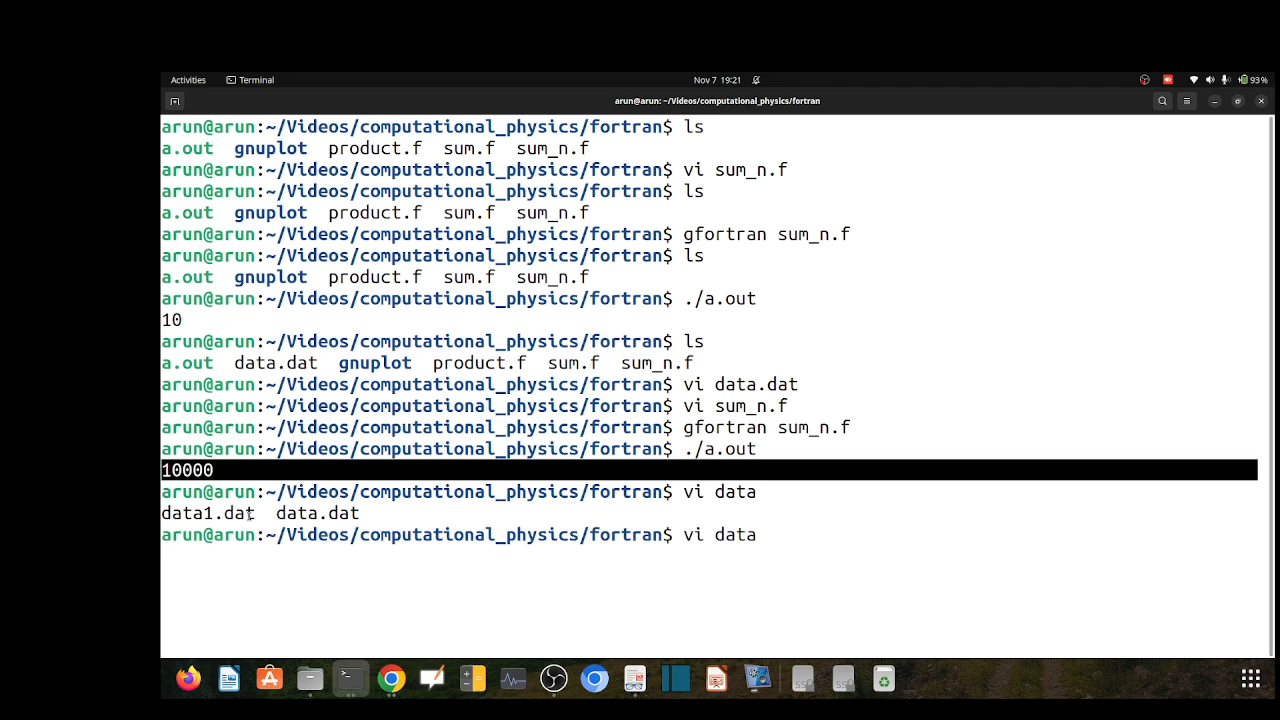 Activities Terminal Nov 7 19:21 93%
arun@arun: ~/Videos/computational_physics/fortran
arun@arun:~/Videos/computational_physics/fortran$ ls
a.out gnuplot product.f sum.f sum_n.f
arun@arun:~/Videos/computational_physics/fortran$ vi sum_n.f
arun@arun:~/Videos/computational_physics/fortran$ ls
a.out gnuplot product.f sum.f sum_n.f
arun@arun:~/Videos/computational_physics/fortran$ gfortran sum_n.f
arun@arun:~/Videos/computational_physics/fortran$ ls
a.out gnuplot product.f sum.f sum_n.f
arun@arun:~/Videos/computational_physics/fortran$ ./a.out
10
arun@arun:~/Videos/computational_physics/fortran$ ls
a.out data.dat gnuplot product.f sum.f sum_n.f
arun@arun:~/Videos/computational_physics/fortran$ vi data.dat
arun@arun:~/Videos/computational_physics/fortran$ vi sum_n.f
arun@arun:~/Videos/computational_physics/fortran$ gfortran sum_n.f
arun@arun:~/Videos/computational_physics/fortran$ ./a.out
10000
arun@arun:~/Videos/computational_physics/fortran$ vi data
data1.dat data.dat
arun@arun:~/Videos/computational_physics/fortran$ vi data